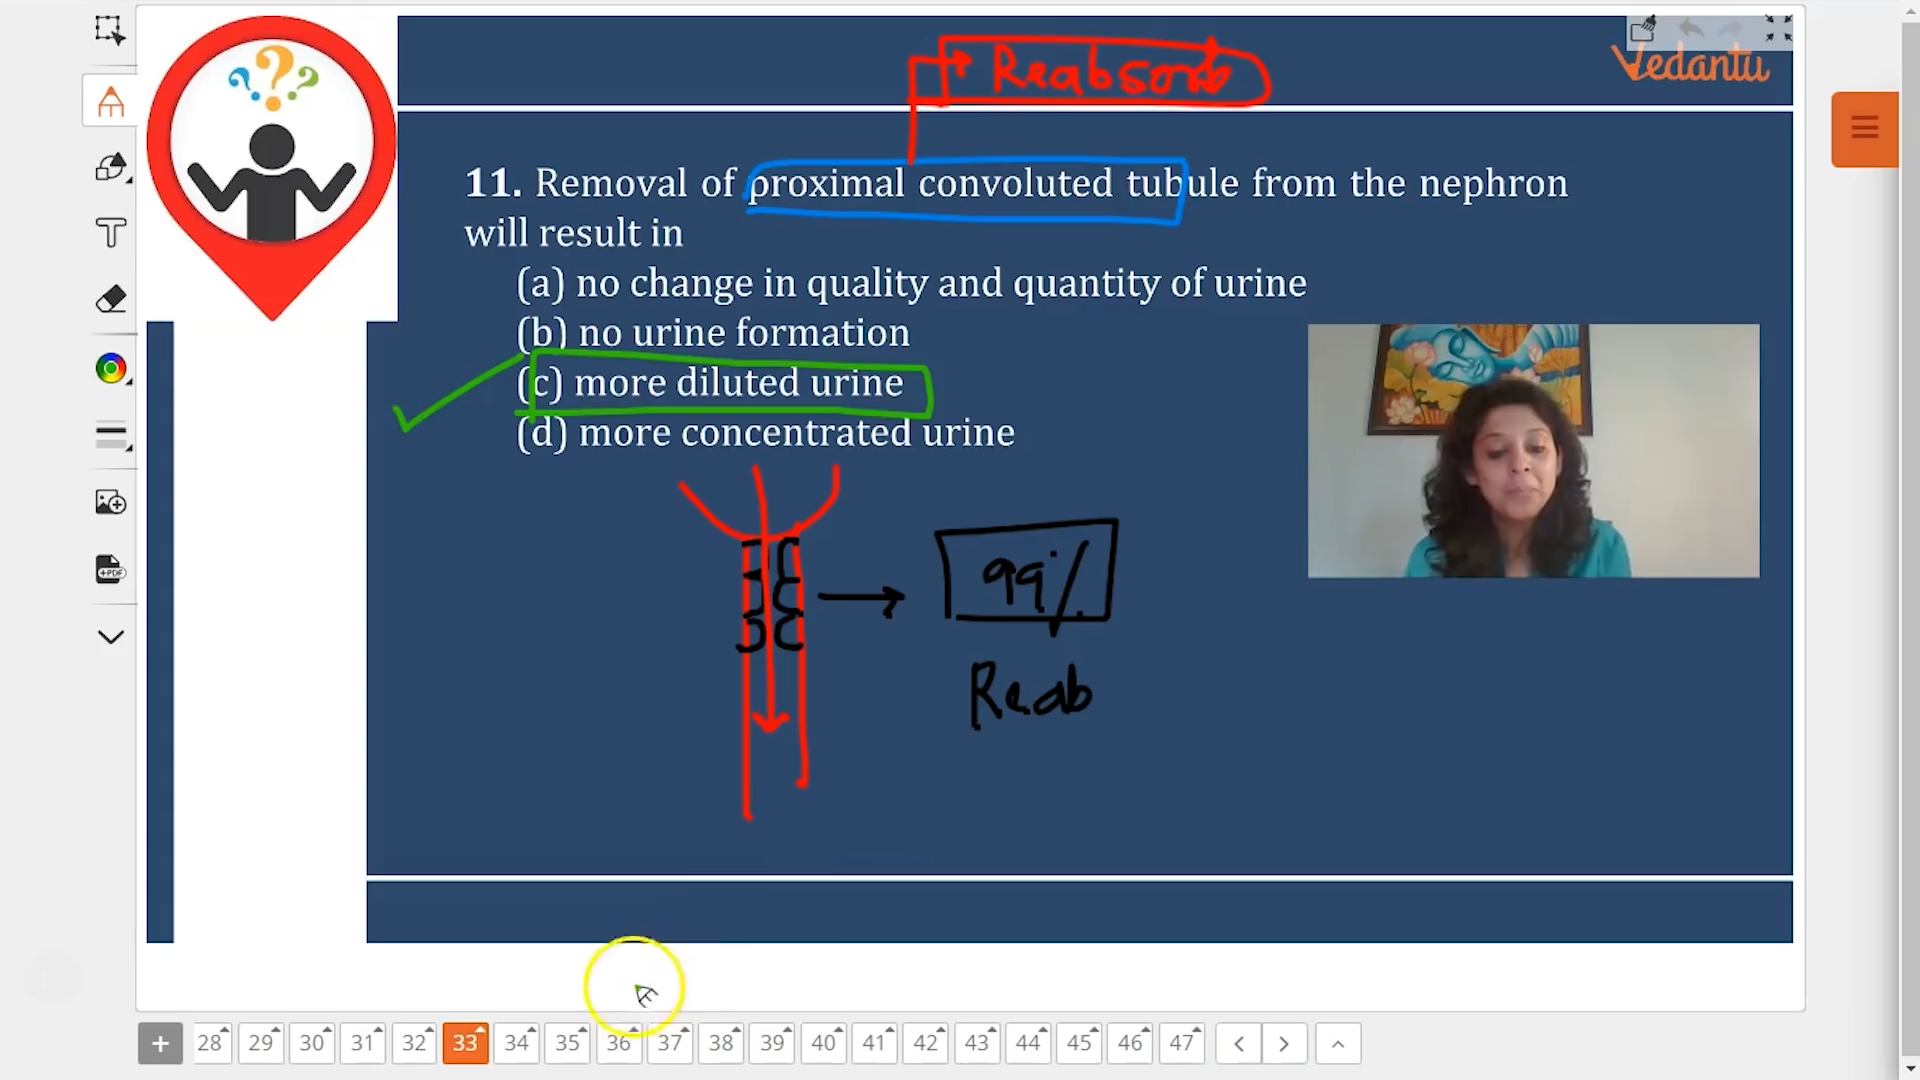 Reabsorb
Vedantu
11. Removal of proximal convoluted tubule from the nephron
will result in
(a) no change in quality and quantity of urine
(b) no urine formation
(c) more diluted urine
(d) more concentrated urine
99%
Reab
+PDF
28 29 30 31 32 33 34 35 36 37 38 39 40 41 42 43 44 45 46 47